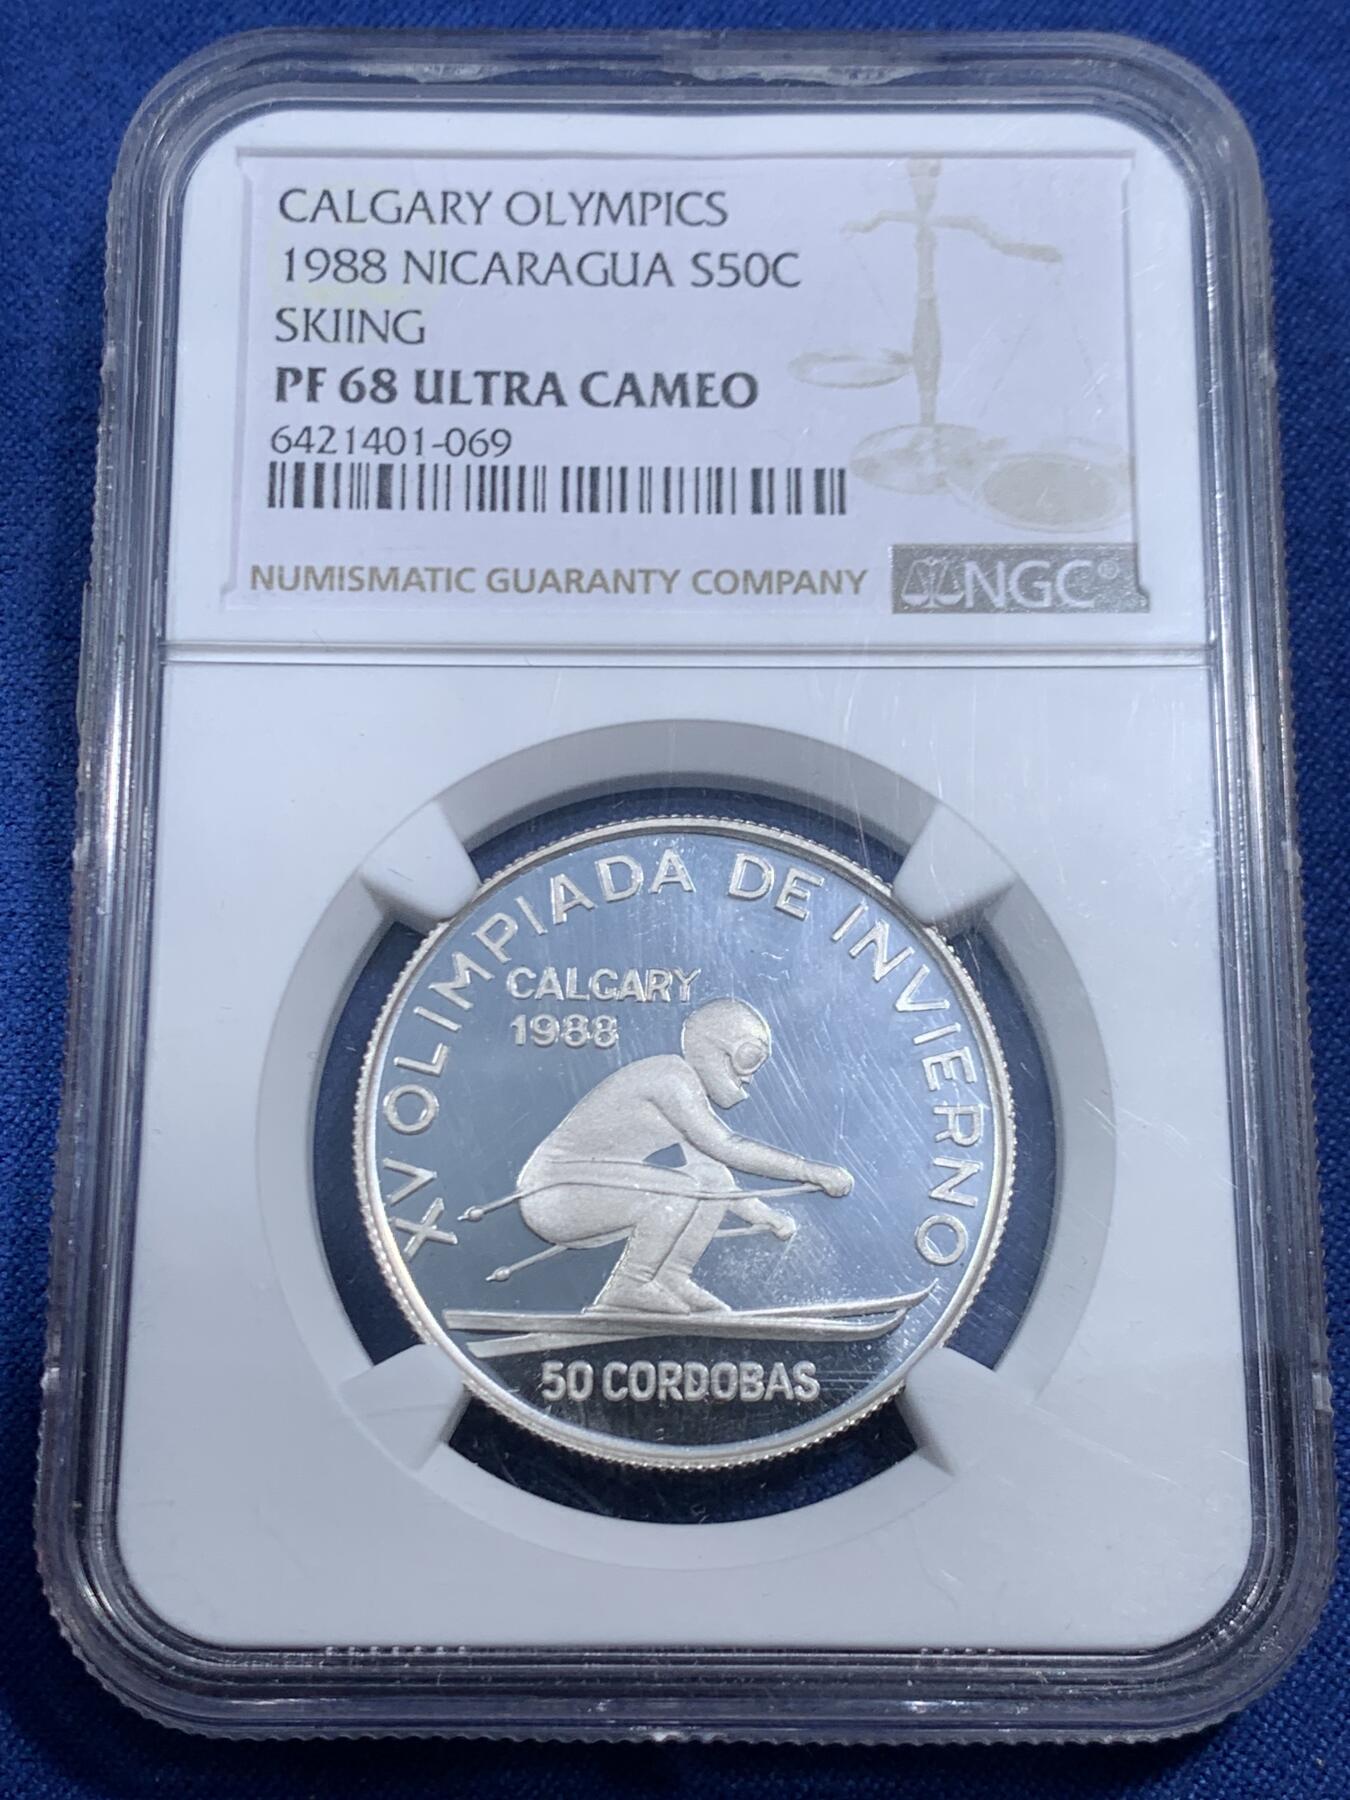 CALGARY OLYMPICS
1988 NICARAGUA S50C
SKIING
PF 68 ULTRA CAMEO
6421401-069
NUMISMATIC GUARANTY COMPANY
NGC®
XV OLIMPIADA DE INVIERNO
CALGARY
1988
50 CORDOBAS